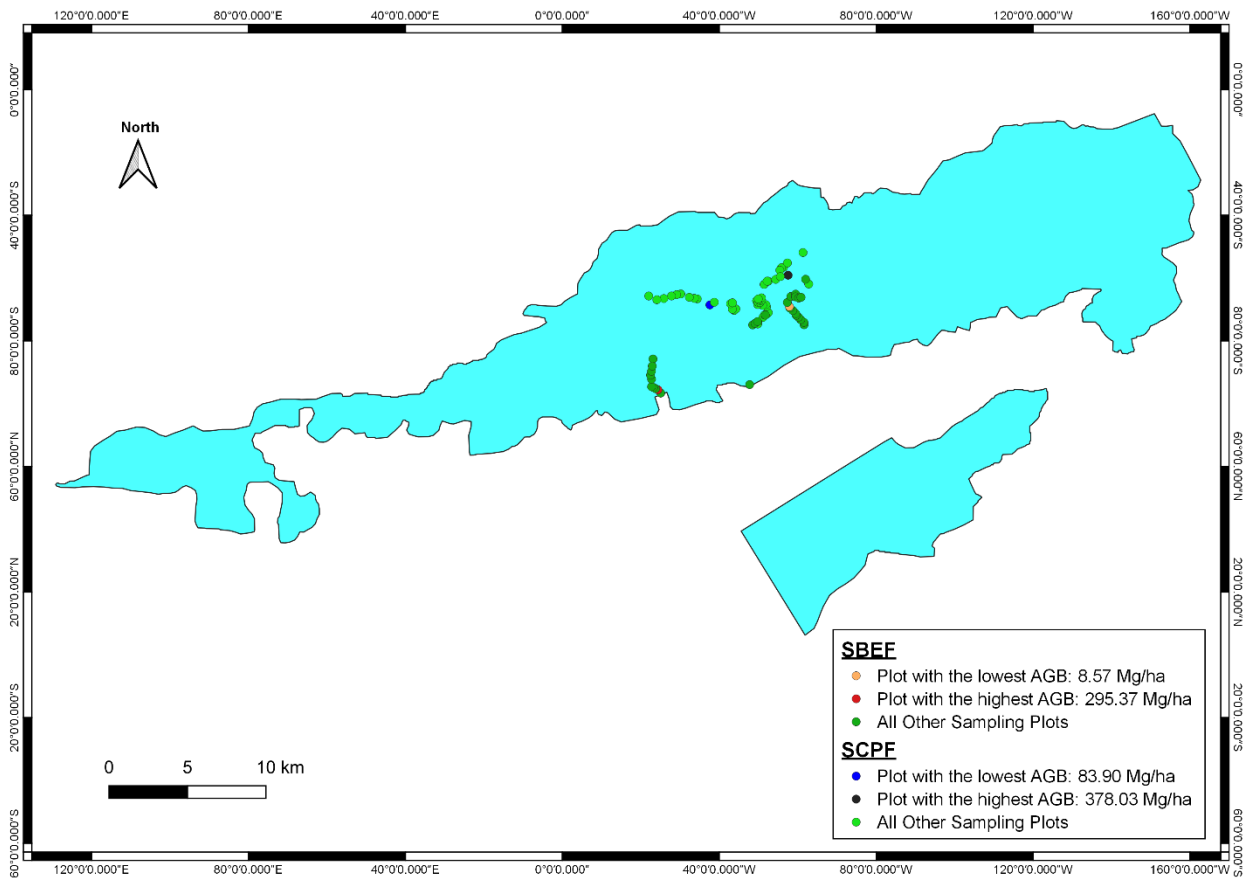 120°0'0.000"E 80°0'0.000"E 40°0'0.000"E 0°0'0.000" 40°0'0.000"W 80°0'0.000"W 120°0'0.000"W 160°0'0.000"W
0°0'0.000"
40°0'0.000"S
80°0'0.000"S
60°0'0.000"N
20°0'0.000"N
20°0'0.000"S
60°0'0.000"S
North
0°0'0.000"
40°0'0.000"S
80°0'0.000"S
60°0'0.000"N
20°0'0.000"N
20°0'0.000"S
60°0'0.000"S
0 5 10 km
SBEF
Plot with the lowest AGB: 8.57 Mg/ha
Plot with the highest AGB: 295.37 Mg/ha
All Other Sampling Plots
SCPF
Plot with the lowest AGB: 83.90 Mg/ha
Plot with the highest AGB: 378.03 Mg/ha
All Other Sampling Plots
120°0'0.000"E 80°0'0.000"E 40°0'0.000"E 0°0'0.000" 40°0'0.000"W 80°0'0.000"W 120°0'0.000"W 160°0'0.000"W